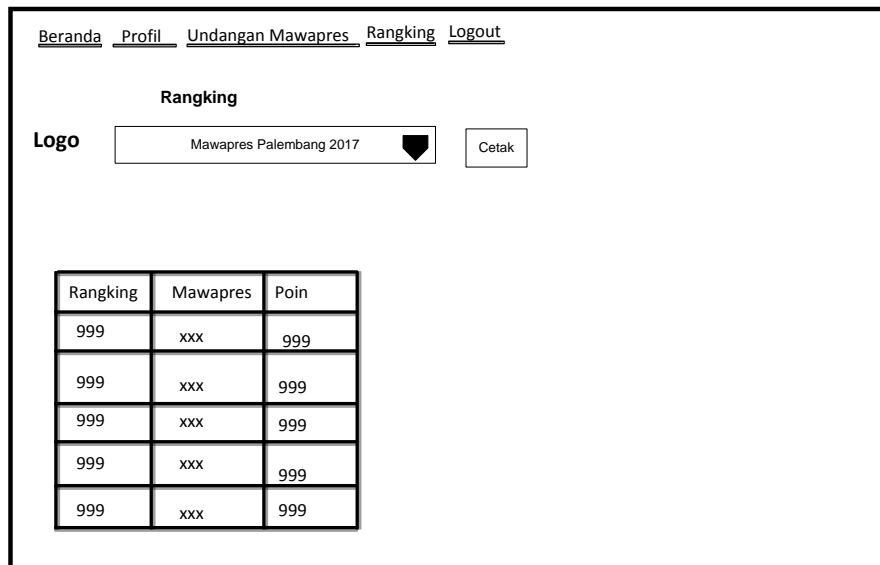 Beranda Profil Undangan Mawapres Rangking Logout
Rangking
Logo Mawapres Palembang 2017 Cetak
Rangking Mawapres Poin
999 xxx 999
999 xxx 999
999 xxx 999
999 xxx 999
999 xxx 999